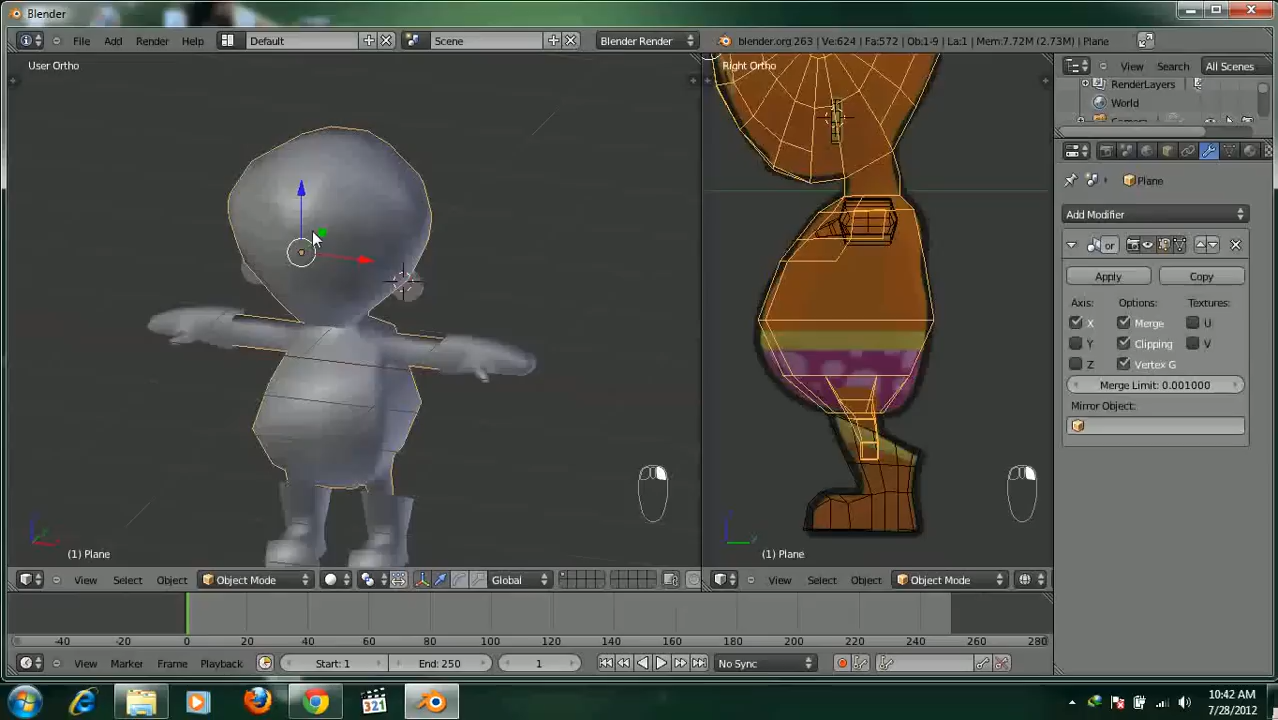 Blender
File Add Render Help Default Scene Blender Render blender.org 263 | Ve:624 | Fa:572 | Ob:1-9 | La:1 | Mem:7.72M (2.73M) | Plane
User Ortho
Right Ortho
View Search All Scenes
RenderLayers
World
Camera
Plane
Add Modifier
or
Apply Copy
Axis: Options: Textures:
X Merge U
Y Clipping V
Z Vertex G
Merge Limit: 0.001000
Mirror Object:
(1) Plane
(1) Plane
View Select Object Object Mode Global
View Select Object Object Mode
-40 -20 0 20 40 60 80 100 120 140 160 180 200 220 240 260 280
View Marker Frame Playback Start: 1 End: 250 1 No Sync
321
10:42 AM
7/28/2012